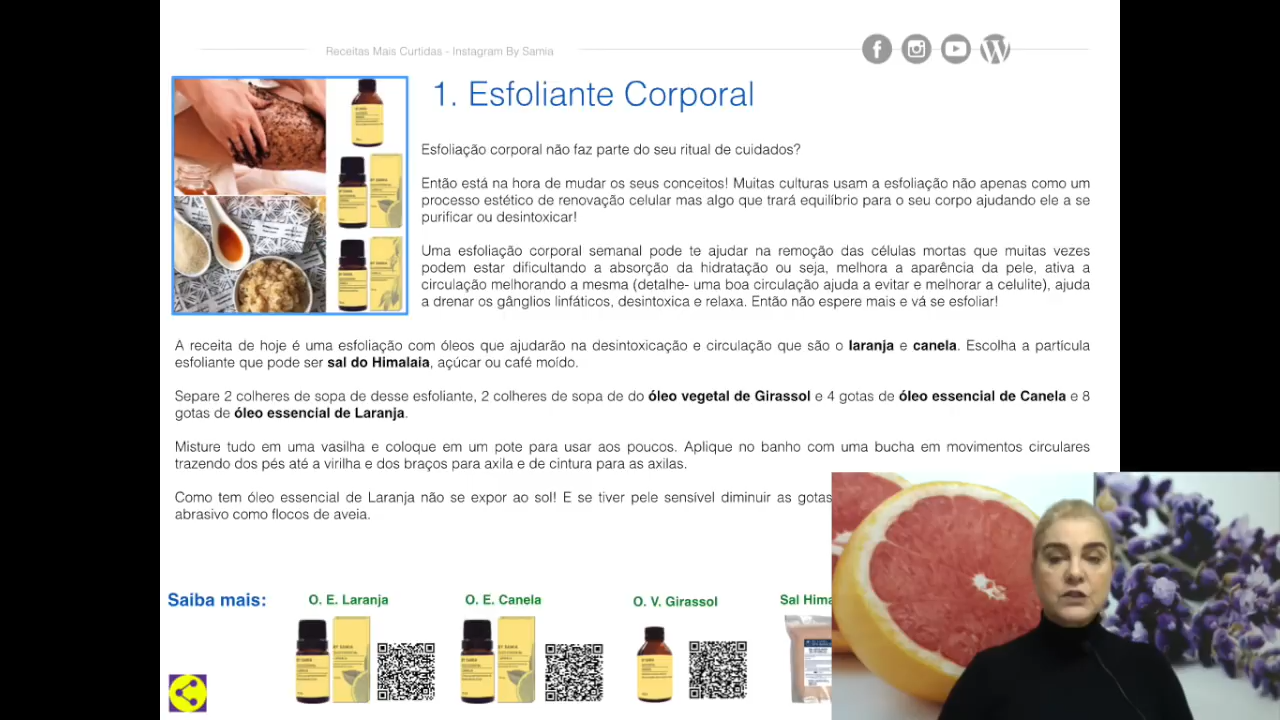 Receitas Mais Curtidas - Instagram By Samia
1. Esfoliante Corporal
Esfoliação corporal não faz parte do seu ritual de cuidados?
Então está na hora de mudar os seus conceitos! Muitas culturas usam a esfoliação não apenas como um
processo estético de renovação celular mas algo que trará equilíbrio para o seu corpo ajudando ele a se
purificar ou desintoxicar!
Uma esfoliação corporal semanal pode te ajudar na remoção das células mortas que muitas vezes
podem estar dificultando a absorção da hidratação ou seja, melhora a aparência da pele, ativa a
circulação melhorando a mesma (detalhe- uma boa circulação ajuda a evitar e melhorar a celulite), ajuda
a drenar os gânglios linfáticos, desintoxica e relaxa. Então não espere mais e vá se esfoliar!
A receita de hoje é uma esfoliação com óleos que ajudarão na desintoxicação e circulação que são o laranja e canela. Escolha a partícula
esfoliante que pode ser sal do Himalaia, açúcar ou café moído.
Separe 2 colheres de sopa de desse esfoliante, 2 colheres de sopa de do óleo vegetal de Girassol e 4 gotas de óleo essencial de Canela e 8
gotas de óleo essencial de Laranja.
Misture tudo em uma vasilha e coloque em um pote para usar aos poucos. Aplique no banho com uma bucha em movimentos circulares
trazendo dos pés até a virilha e dos braços para axila e de cintura para as axilas.
Como tem óleo essencial de Laranja não se expor ao sol! E se tiver pele sensível diminuir as gotas
abrasivo como flocos de aveia.
Saiba mais:
O. E. Laranja
O. E. Canela
O. V. Girassol
Sal Hima